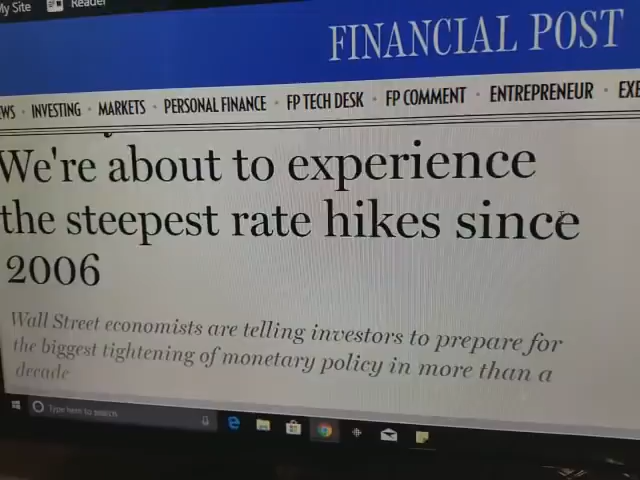 My Site Reader
FINANCIAL POST
EWS • INVESTING • MARKETS • PERSONAL FINANCE • FP TECH DESK • FP COMMENT • ENTREPRENEUR • EXE
We're about to experience
the steepest rate hikes since
2006
Wall Street economists are telling investors to prepare for
the biggest tightening of monetary policy in more than a
decade
Type here to search